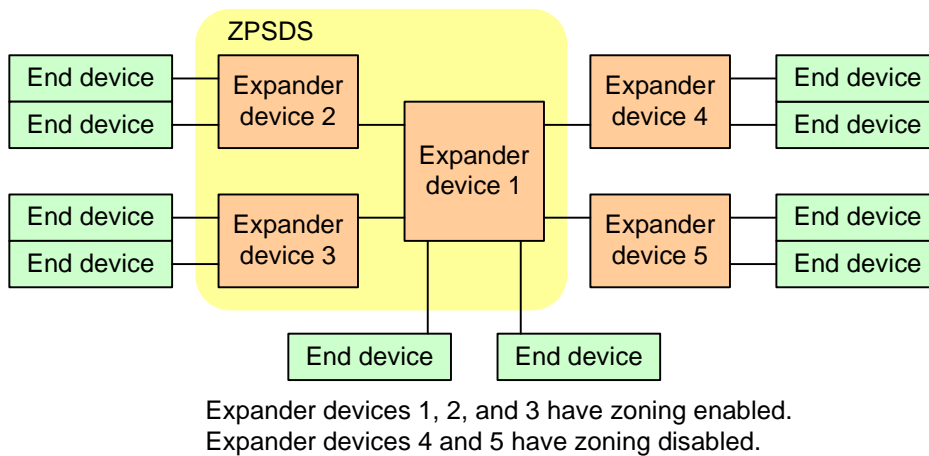 ZPSDS
End device
End device
Expander
device 2
Expander
device 1
Expander
device 4
End device
End device
End device
End device
Expander
device 3
Expander
device 5
End device
End device
End device
End device
Expander devices 1, 2, and 3 have zoning enabled.
Expander devices 4 and 5 have zoning disabled.